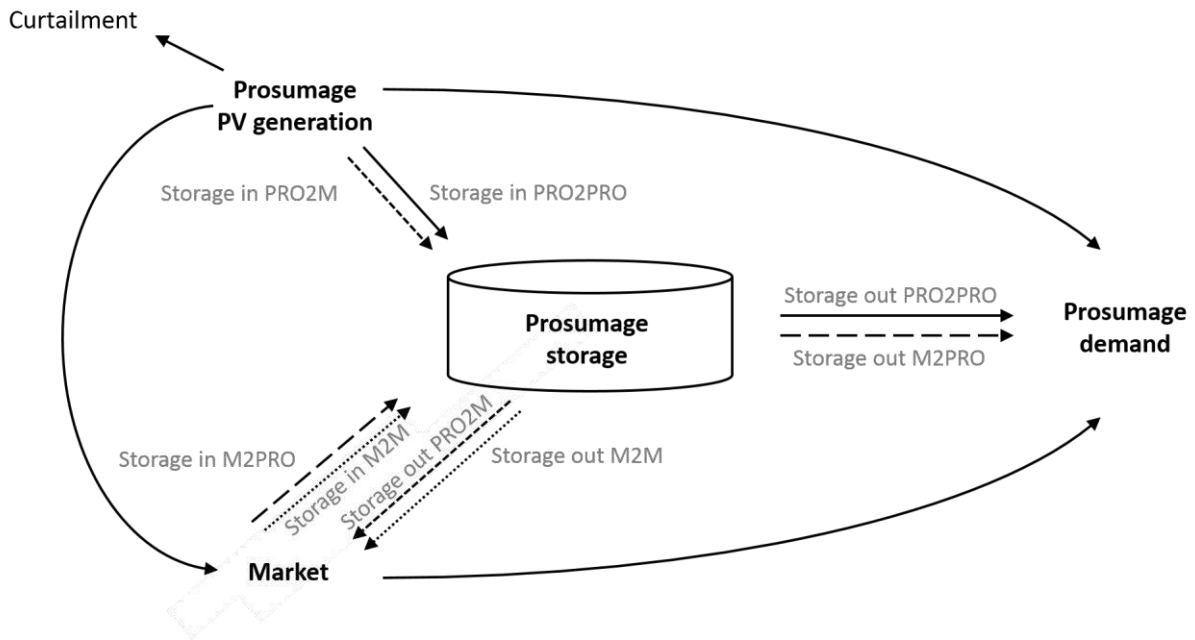 Curtailment
Prosumage
PV generation
Storage in PRO2M
Storage in PRO2PRO
Prosumage
storage
Storage out PRO2PRO
Storage out M2PRO
Prosumage
demand
Storage in M2PRO
Storage in M2M
Storage out PRO2M
Storage out M2M
Market